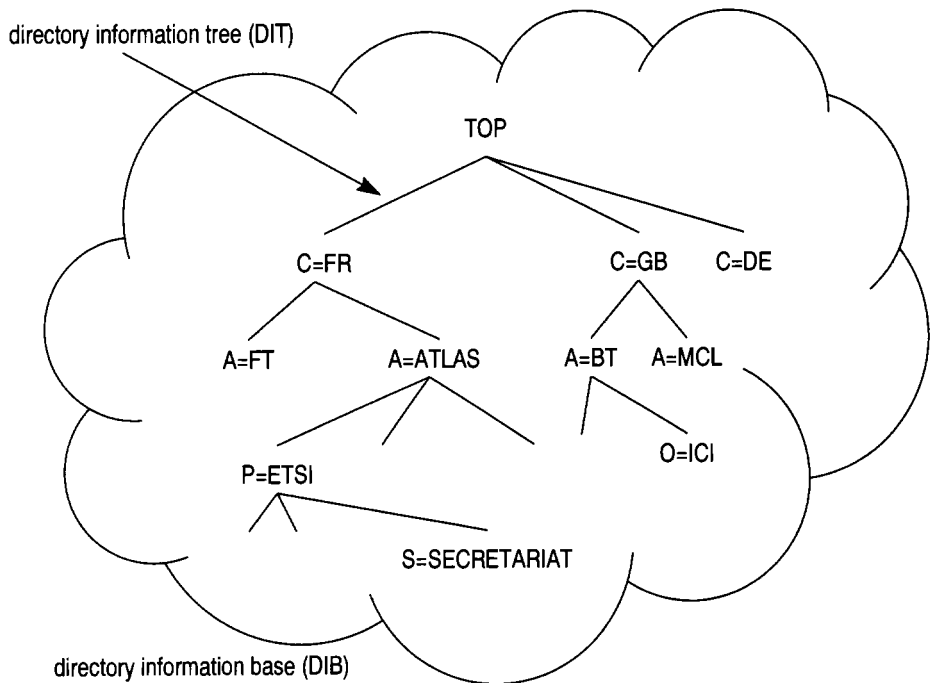 directory information tree (DIT)
TOP
C=FR
C=GB
C=DE
A=FT
A=ATLAS
A=BT
A=MCL
P=ETSI
O=ICI
S=SECRETARIAT
directory information base (DIB)